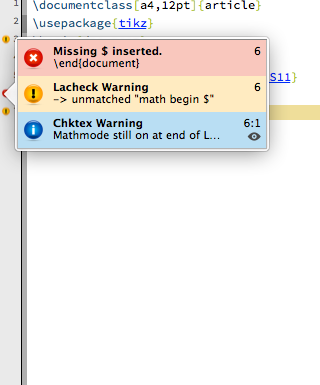 1 \documentclass[a4,12pt]{article}
2 \usepackage{tikz}
Missing $ inserted. 6
\end{document}
S11}
Lacheck Warning 6
-> unmatched "math begin $"
Chktex Warning 6:1
Mathmode still on at end of L...